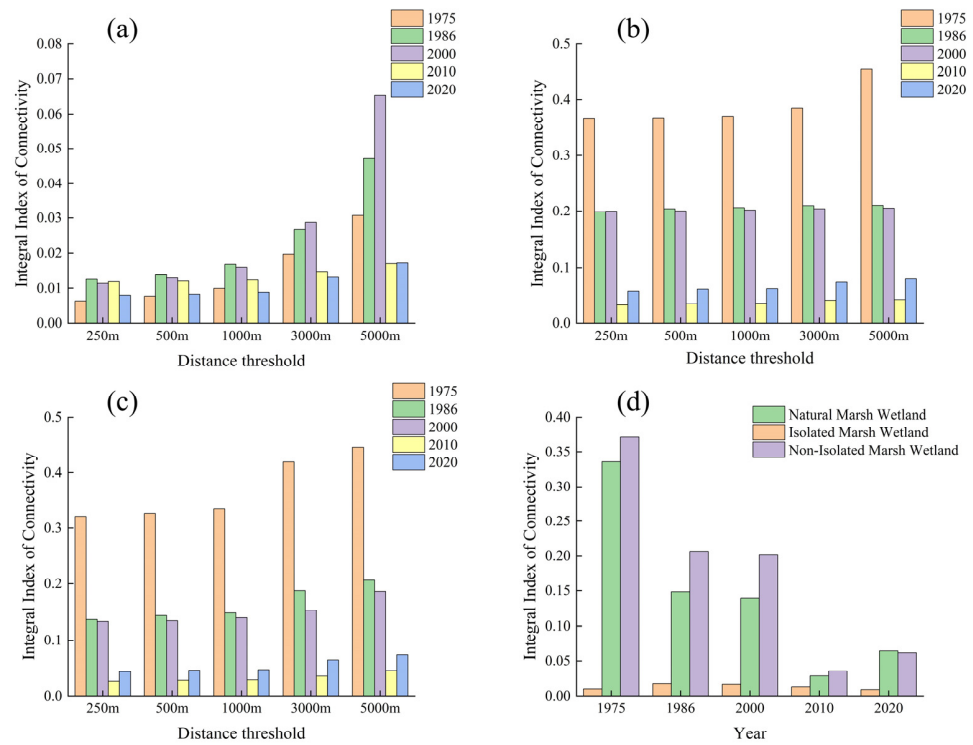 (a)
1975
1986
2000
2010
2020
0.08
0.07
0.06
0.05
0.04
0.03
0.02
0.01
0.00
Integral Index of Connectivity
250m 500m 1000m 3000m 5000m
Distance threshold
(b)
1975
1986
2000
2010
2020
0.5
0.4
0.3
0.2
0.1
0.0
Integral Index of Connectivity
250m 500m 1000m 3000m 5000m
Distance threshold
(c)
1975
1986
2000
2010
2020
0.5
0.4
0.3
0.2
0.1
0.0
Integral Index of Connectivity
250m 500m 1000m 3000m 5000m
Distance threshold
(d)
Natural Marsh Wetland
Isolated Marsh Wetland
Non-Isolated Marsh Wetland
0.40
0.35
0.30
0.25
0.20
0.15
0.10
0.05
0.00
Integral Index of Connectivity
1975 1986 2000 2010 2020
Year